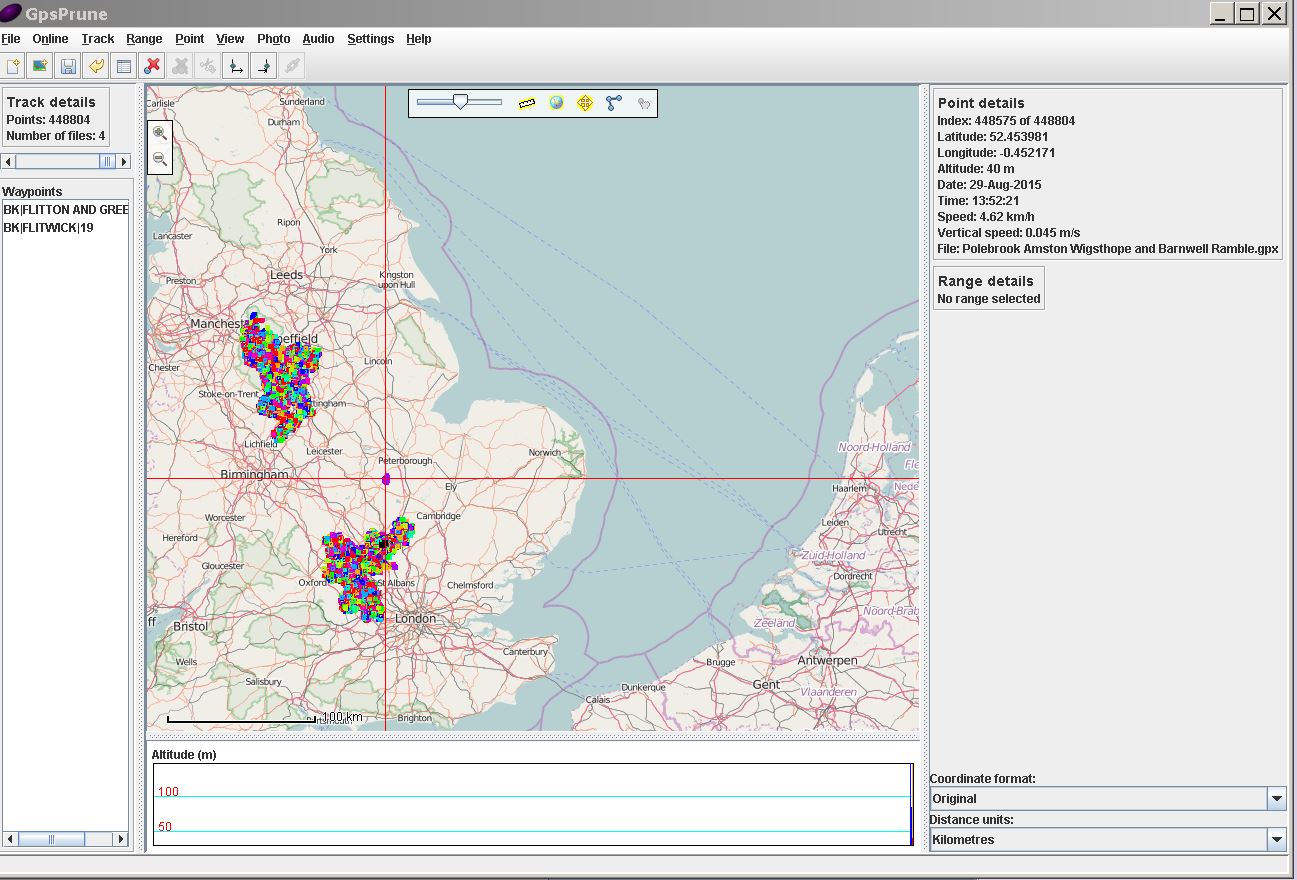 GpsPrune
File Online Track Range Point View Photo Audio Settings Help
Track details
Points: 448804
Number of files: 4
Waypoints
BK|FLITTON AND GREE
BK|FLITWICK|19
Carlisle
Sunderland
Durham
Ripon
Lancaster
York
Preston
Leeds
Kingston
upon Hull
Manchest
effield
Lincoln
Chester
Stoke-on-Trent
tingham
Lichfield
Leicester
Norwich
Birmingham
Peterborough
Ely
Worcester
Cambridge
Hereford
Gloucester
Oxford
St Albans
Chelmsford
London
ff
Bristol
Wells
Canterbury
Salisbury
Brighton
100 km
Noord-Holland
Fle
Haarlem
Nede
Leiden
Utrecht
Zuid-Holland
Dordrecht
Noord-Brab
Zeeland
Brugge
Antwerpen
Gent
Vlaanderen
Dunkerque
Calais
Altitude (m)
100
50
Point details
Index: 448575 of 448804
Latitude: 52.453981
Longitude: -0.452171
Altitude: 40 m
Date: 29-Aug-2015
Time: 13:52:21
Speed: 4.62 km/h
Vertical speed: 0.045 m/s
File: Polebrook Amston Wigsthope and Barnwell Ramble.gpx
Range details
No range selected
Coordinate format:
Original
Distance units:
Kilometres